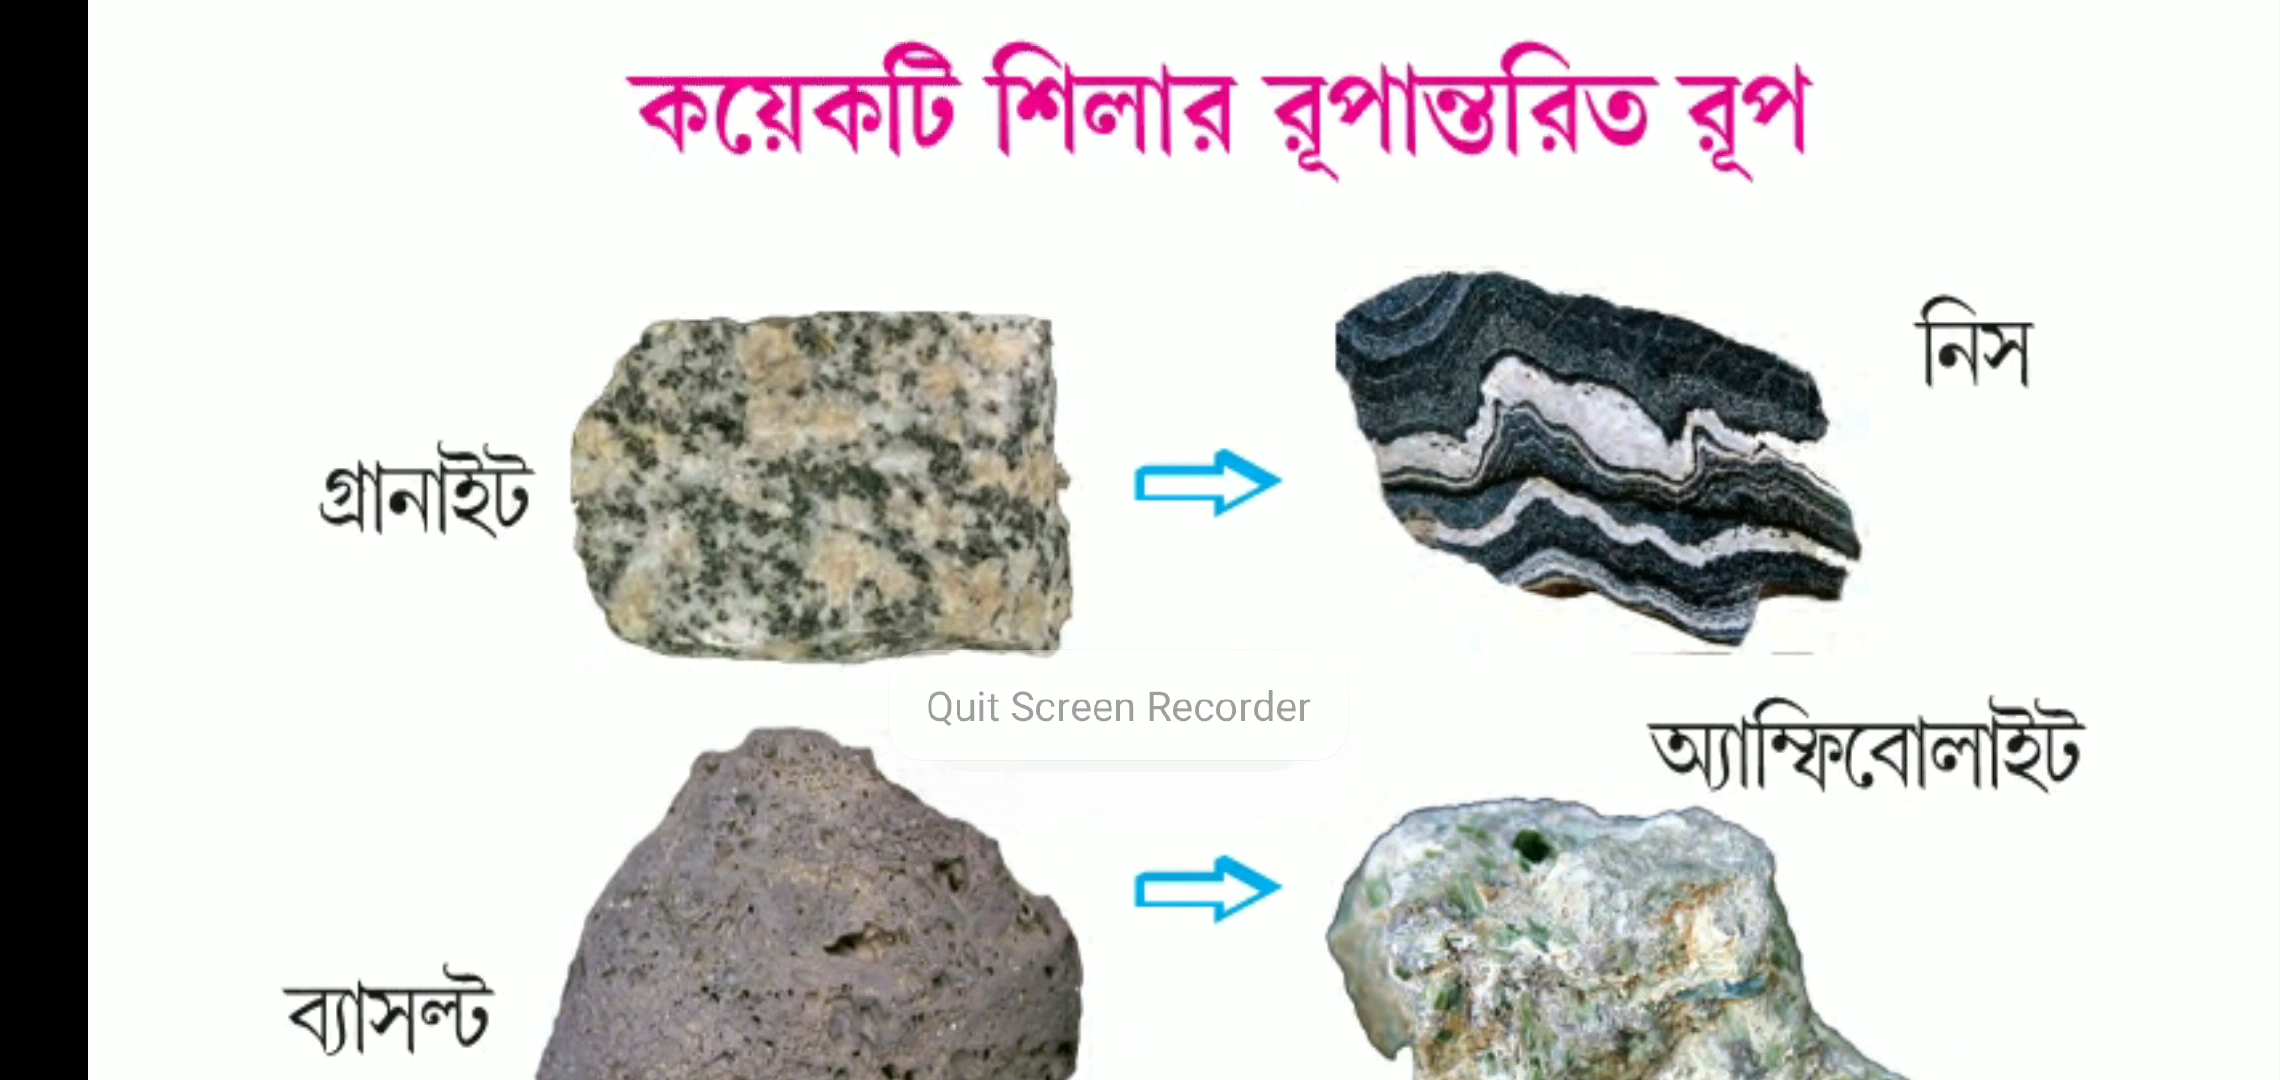 কয়েকটি শিলার রূপান্তরিত রূপ
নিস
গ্রানাইট
Quit Screen Recorder
অ্যাম্ফিবোলাইট
ব্যাসল্ট